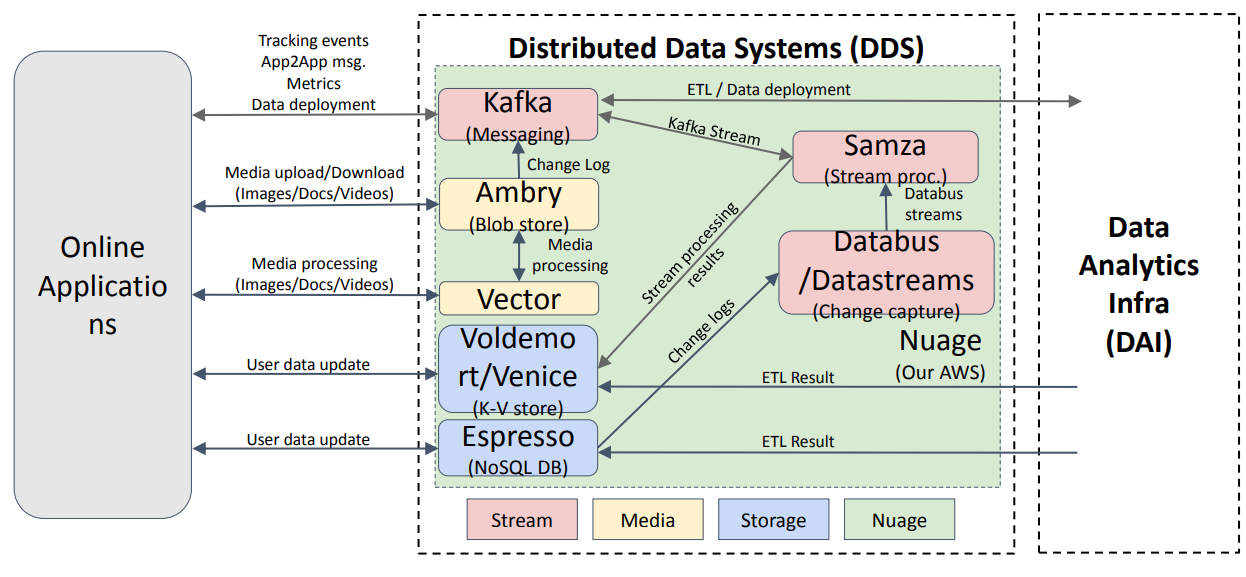 Distributed Data Systems (DDS)
Tracking events
App2App msg.
Metrics
Data deployment
Media upload/Download
(Images/Docs/Videos)
Media processing
(Images/Docs/Videos)
User data update
User data update
Online
Applicatio
ns
Kafka
(Messaging)
Change Log
Ambry
(Blob store)
Media
processing
Vector
Voldemo
rt/Venice
(K-V store)
Espresso
(NoSQL DB)
ETL / Data deployment
Kafka Stream
Samza
(Stream proc.)
Databus
streams
Stream processing
results
Databus
/Datastreams
(Change capture)
Change logs
Nuage
(Our AWS)
ETL Result
ETL Result
Data
Analytics
Infra
(DAI)
Stream
Media
Storage
Nuage